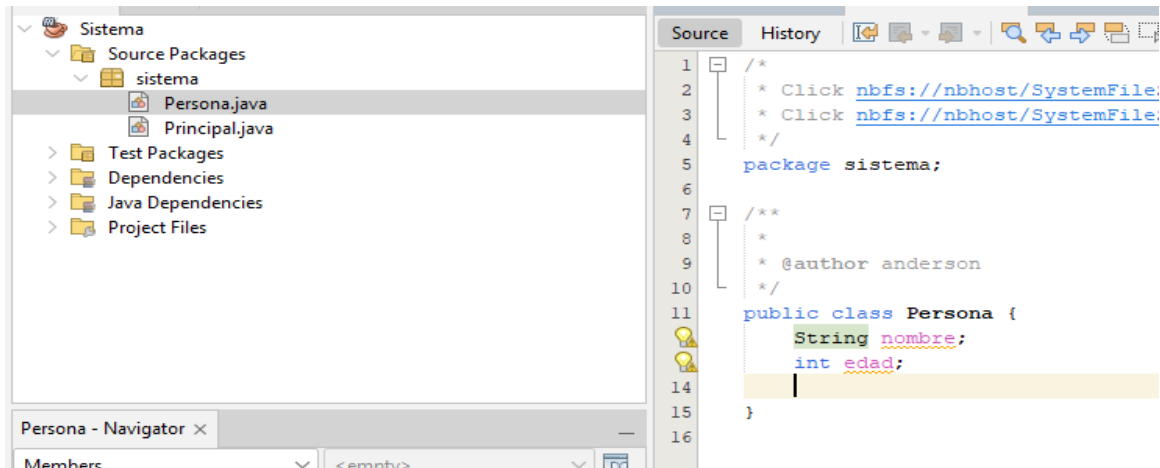 Sistema
Source Packages
sistema
Persona.java
Principal.java
Test Packages
Dependencies
Java Dependencies
Project Files
Persona - Navigator ×
Members
<empty>
Source History
1 /*
2 * Click nbfs://nbhost/SystemFile
3 * Click nbfs://nbhost/SystemFile
4 */
5 package sistema;
6
7 /**
8 *
9 * @author anderson
10 */
11 public class Persona {
String nombre;
int edad;
14
15 }
16